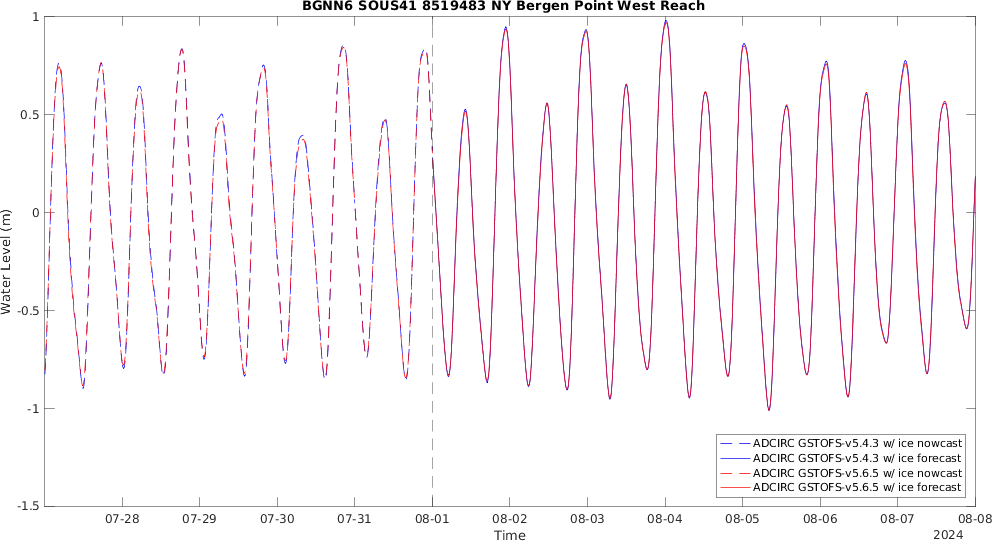 BGNN6 SOUS41 8519483 NY Bergen Point West Reach
1
0.5
0
-0.5
-1
-1.5
Water Level (m)
07-28 07-29 07-30 07-31 08-01 08-02 08-03 08-04 08-05 08-06 08-07 08-08
Time
2024
ADCIRC GSTOFS-v5.4.3 w/ ice nowcast
ADCIRC GSTOFS-v5.4.3 w/ ice forecast
ADCIRC GSTOFS-v5.6.5 w/ ice nowcast
ADCIRC GSTOFS-v5.6.5 w/ ice forecast